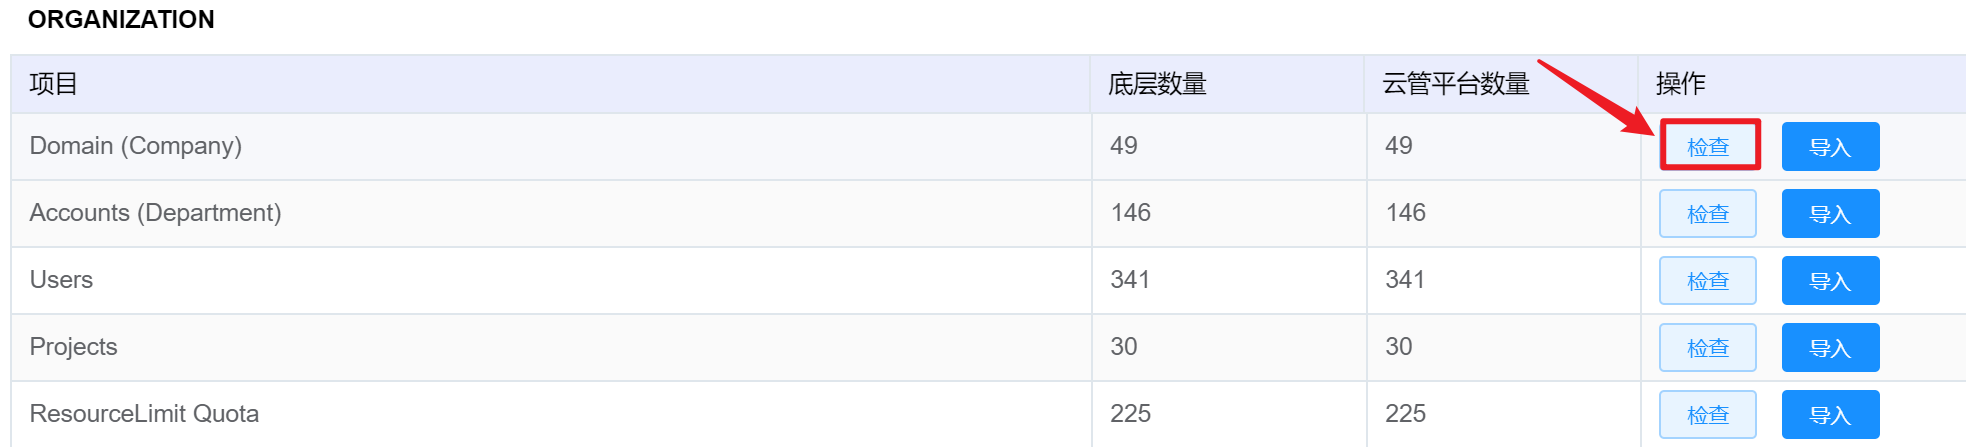 ORGANIZATION
项目 底层数量 云管平台数量 操作
Domain (Company) 49 49 检查 导入
Accounts (Department) 146 146 检查 导入
Users 341 341 检查 导入
Projects 30 30 检查 导入
ResourceLimit Quota 225 225 检查 导入